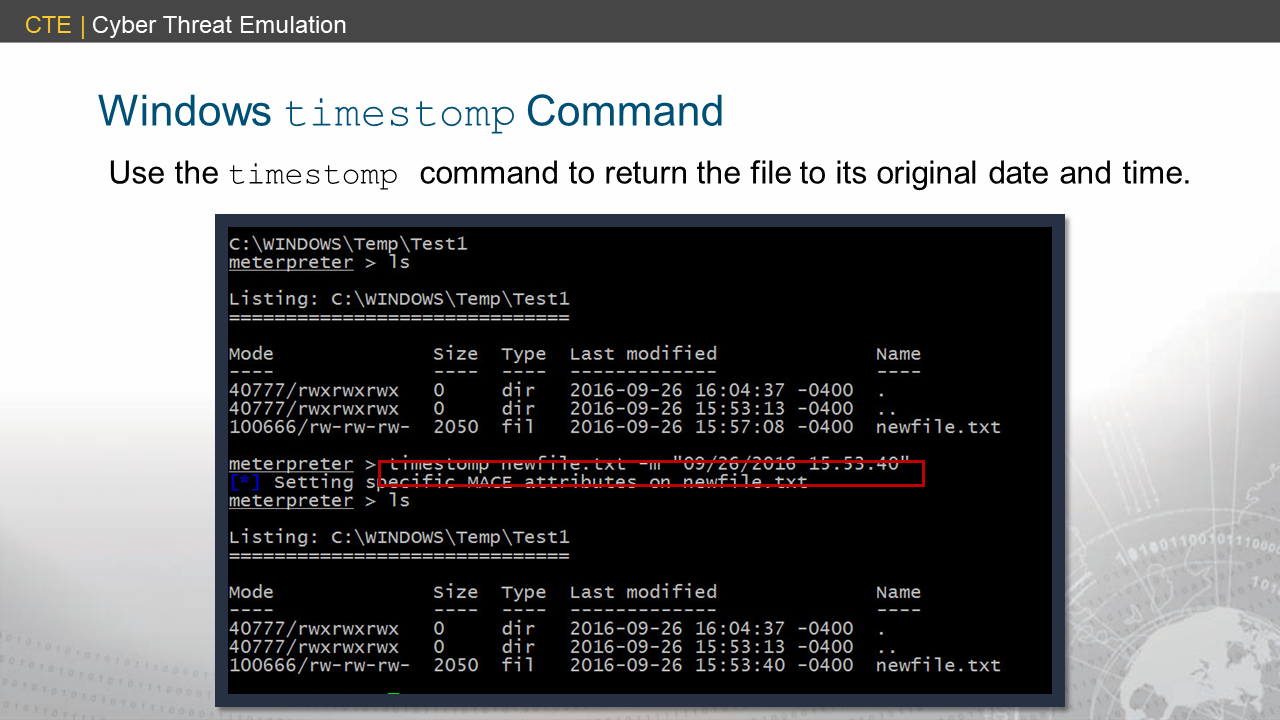 CTE | Cyber Threat Emulation
Windows timestomp Command
Use the timestomp command to return the file to its original date and time.
C:\WINDOWS\Temp\Test1
meterpreter > ls
Listing: C:\WINDOWS\Temp\Test1
==============================
Mode Size Type Last modified Name
---- ---- ---- ------------- ----
40777/rwxrwxrwx 0 dir 2016-09-26 16:04:37 -0400 .
40777/rwxrwxrwx 0 dir 2016-09-26 15:53:13 -0400 ..
100666/rw-rw-rw- 2050 fil 2016-09-26 15:57:08 -0400 newfile.txt
meterpreter > timestomp newfile.txt -m "09/26/2016 15:53:40"
[*] Setting specific MACE attributes on newfile.txt
meterpreter > ls
Listing: C:\WINDOWS\Temp\Test1
==============================
Mode Size Type Last modified Name
---- ---- ---- ------------- ----
40777/rwxrwxrwx 0 dir 2016-09-26 16:04:37 -0400 .
40777/rwxrwxrwx 0 dir 2016-09-26 15:53:13 -0400 ..
100666/rw-rw-rw- 2050 fil 2016-09-26 15:53:40 -0400 newfile.txt